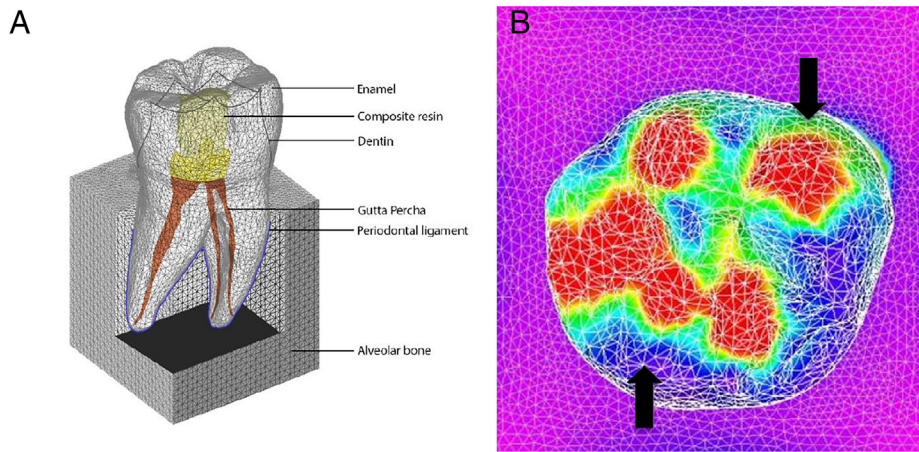 A
B
Enamel
Composite resin
Dentin
Gutta Percha
Periodontal ligament
Alveolar bone